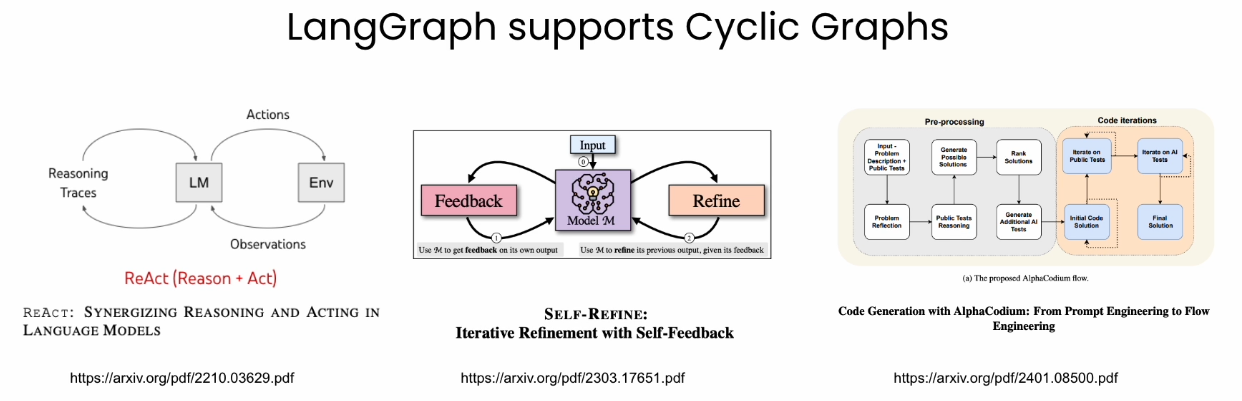 LangGraph supports Cyclic Graphs
Actions
Reasoning
Traces
LM
Env
Observations
ReAct (Reason + Act)
REACT: SYNERGIZING REASONING AND ACTING IN
LANGUAGE MODELS
https://arxiv.org/pdf/2210.03629.pdf
Input
0
Feedback
Model M
Refine
1
2
Use M to get feedback on its own output
Use M to refine its previous output, given its feedback
SELF-REFINE:
Iterative Refinement with Self-Feedback
https://arxiv.org/pdf/2303.17651.pdf
Pre-processing
Code iterations
Input -
Problem
Description +
Public Tests
Generate
Possible
Solutions
Rank
Solutions
Iterate on
Public Tests
Iterate on AI
Tests
Problem
Reflection
Public Tests
Reasoning
Generate
Additional AI
Tests
Initial Code
Solution
Final
Solution
(a) The proposed AlphaCodium flow.
Code Generation with AlphaCodium: From Prompt Engineering to Flow
Engineering
https://arxiv.org/pdf/2401.08500.pdf